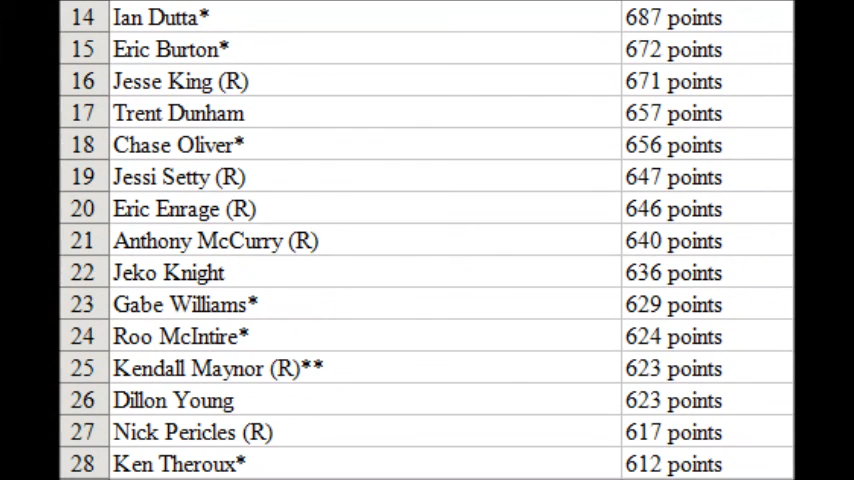 14 Ian Dutta* 687 points
15 Eric Burton* 672 points
16 Jesse King (R) 671 points
17 Trent Dunham 657 points
18 Chase Oliver* 656 points
19 Jessi Setty (R) 647 points
20 Eric Enrage (R) 646 points
21 Anthony McCurry (R) 640 points
22 Jeko Knight 636 points
23 Gabe Williams* 629 points
24 Roo McIntire* 624 points
25 Kendall Maynor (R)** 623 points
26 Dillon Young 623 points
27 Nick Pericles (R) 617 points
28 Ken Theroux* 612 points